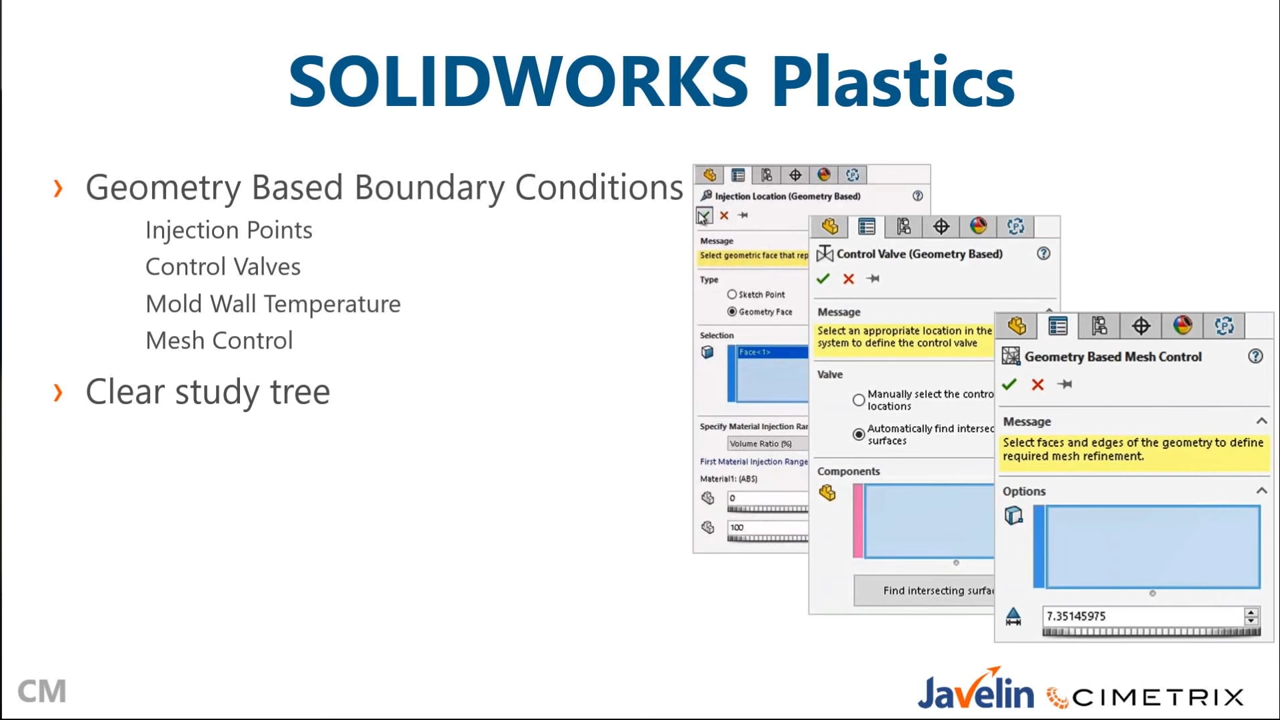 SOLIDWORKS Plastics
› Geometry Based Boundary Conditions
Injection Points
Control Valves
Mold Wall Temperature
Mesh Control
› Clear study tree
Injection Location (Geometry Based)
Message
Select geometric face that rep
Type
Sketch Point
Geometry Face
Selection
Face<1>
Specify Material Injection Ran
Volume Ratio (%)
First Material Injection Range
Material1: (ABS)
0
100
Control Valve (Geometry Based)
Message
Select an appropriate location in the
system to define the control valve
Valve
Manually select the contro
locations
Automatically find intersec
surfaces
Components
Find intersecting surfa
Geometry Based Mesh Control
Message
Select faces and edges of the geometry to define
required mesh refinement.
Options
7.35145975
CM
Javelin CIMETRIX